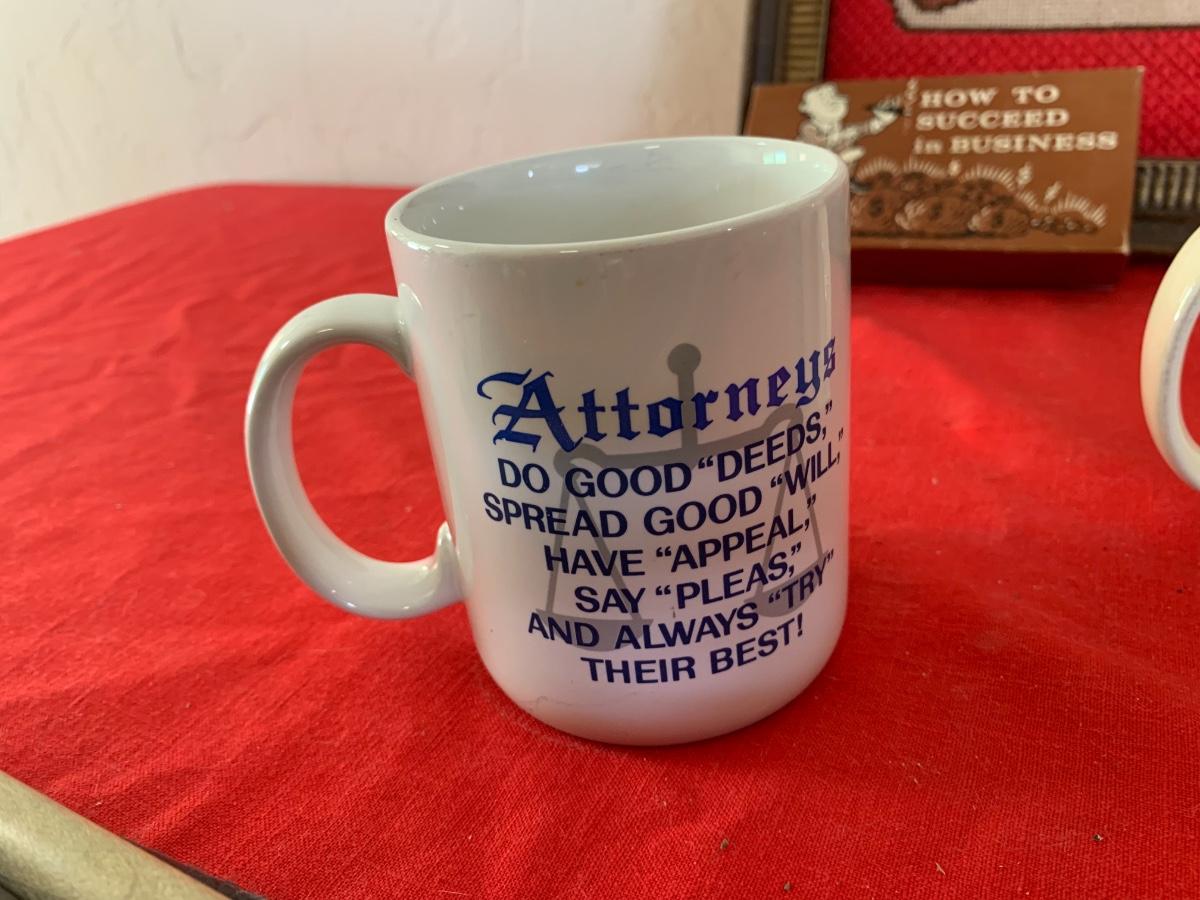 HOW TO
SUCCEED
in BUSINESS
Attorneys
DO GOOD “DEEDS,”
SPREAD GOOD “WILL,”
HAVE “APPEAL,”
SAY “PLEAS,”
AND ALWAYS “TRY”
THEIR BEST!